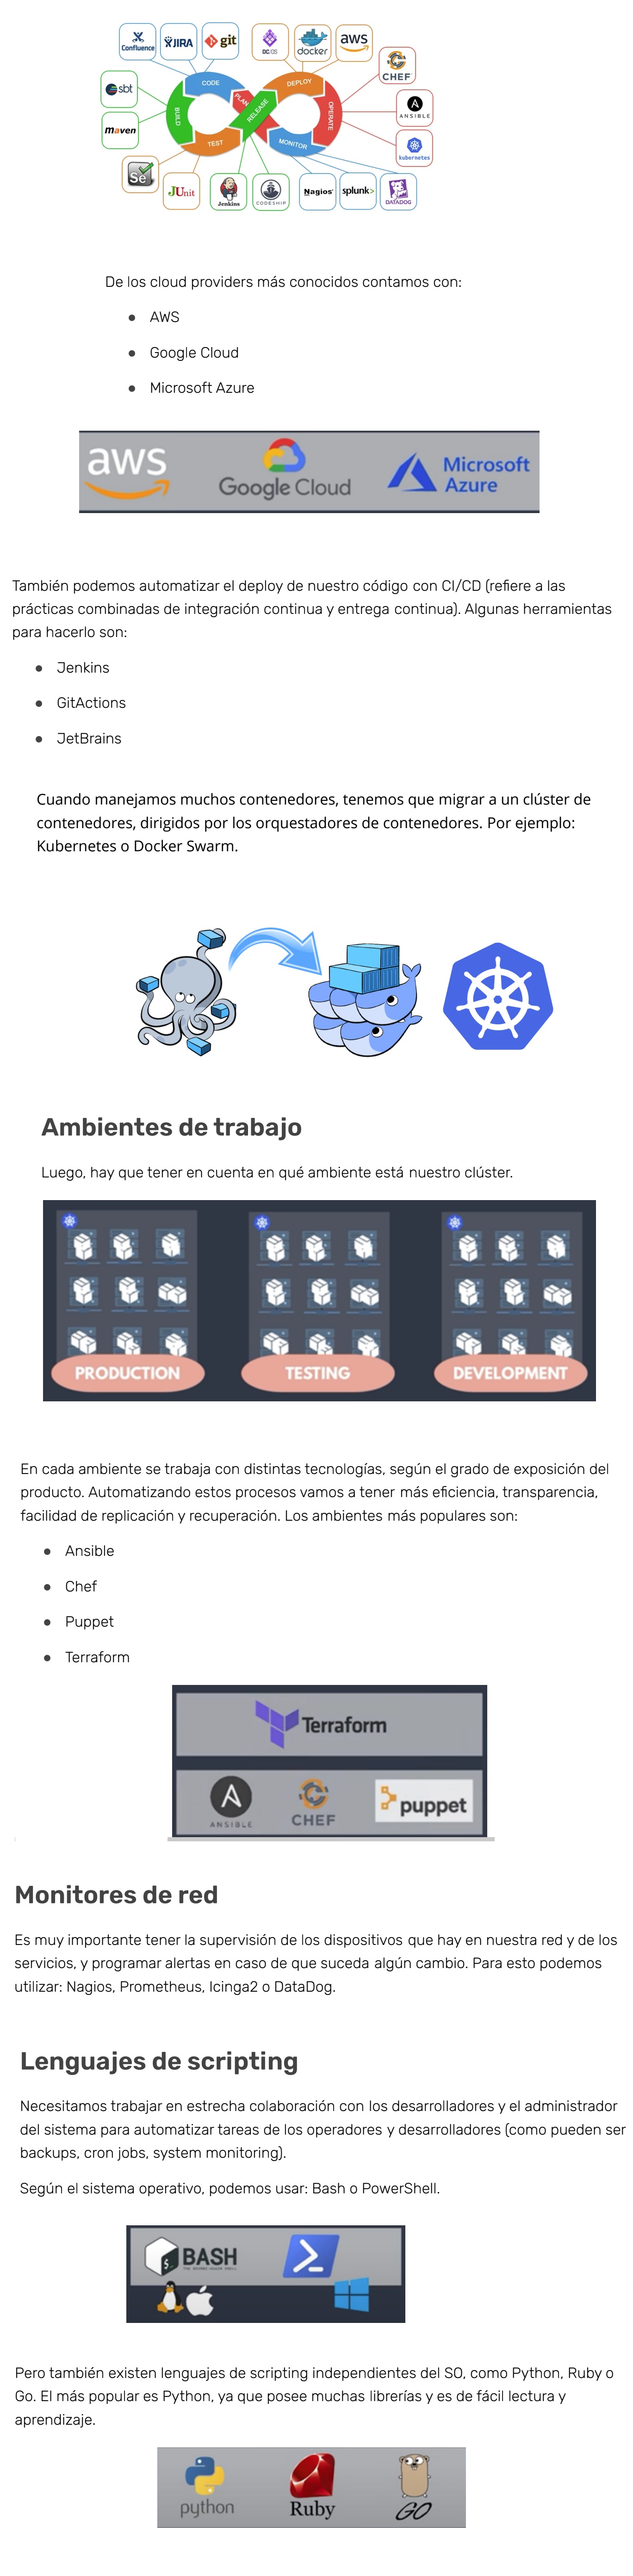 Confluence
JIRA
git
DC/OS
docker
aws
CHEF
sbt
CODE
DEPLOY
PLAN
RELEASE
OPERATE
ANSIBLE
Maven
BUILD
TEST
MONITOR
kubernetes
Se
JUnit
Jenkins
CODESHIP
Nagios
splunk>
DATADOG
De los cloud providers más conocidos contamos con:
● AWS
● Google Cloud
● Microsoft Azure
aws
Google Cloud
Microsoft
Azure
También podemos automatizar el deploy de nuestro código con CI/CD (refiere a las
prácticas combinadas de integración continua y entrega continua). Algunas herramientas
para hacerlo son:
● Jenkins
● GitActions
● JetBrains
Cuando manejamos muchos contenedores, tenemos que migrar a un clúster de
contenedores, dirigidos por los orquestadores de contenedores. Por ejemplo:
Kubernetes o Docker Swarm.
Ambientes de trabajo
Luego, hay que tener en cuenta en qué ambiente está nuestro clúster.
PRODUCTION
TESTING
DEVELOPMENT
En cada ambiente se trabaja con distintas tecnologías, según el grado de exposición del
producto. Automatizando estos procesos vamos a tener más eficiencia, transparencia,
facilidad de replicación y recuperación. Los ambientes más populares son:
● Ansible
● Chef
● Puppet
● Terraform
Terraform
ANSIBLE
CHEF
puppet
Monitores de red
Es muy importante tener la supervisión de los dispositivos que hay en nuestra red y de los
servicios, y programar alertas en caso de que suceda algún cambio. Para esto podemos
utilizar: Nagios, Prometheus, Icinga2 o DataDog.
Lenguajes de scripting
Necesitamos trabajar en estrecha colaboración con los desarrolladores y el administrador
del sistema para automatizar tareas de los operadores y desarrolladores (como pueden ser
backups, cron jobs, system monitoring).
Según el sistema operativo, podemos usar: Bash o PowerShell.
BASH
THE BOURNE-AGAIN SHELL
Pero también existen lenguajes de scripting independientes del SO, como Python, Ruby o
Go. El más popular es Python, ya que posee muchas librerías y es de fácil lectura y
aprendizaje.
python
Ruby
GO